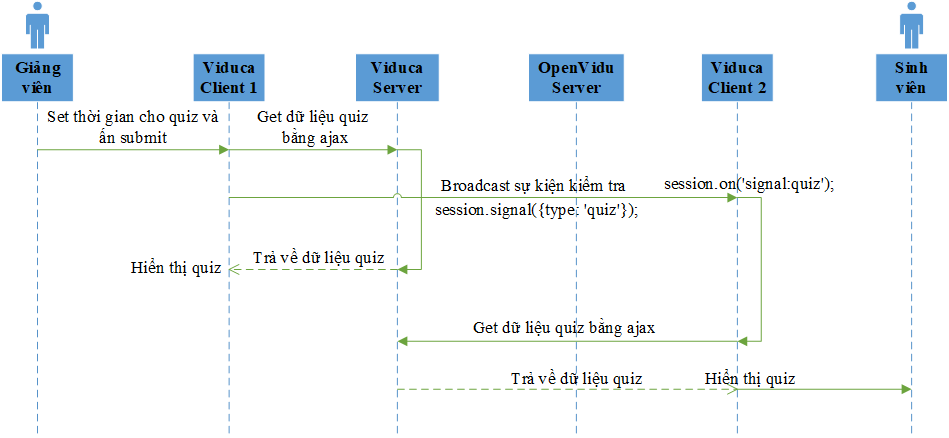 Giảng
viên
Viduca
Client 1
Viduca
Server
OpenVidu
Server
Viduca
Client 2
Sinh
viên
Set thời gian cho quiz và
ấn submit
Get dữ liệu quiz
bằng ajax
Broadcast sự kiện kiểm tra
session.signal({type: 'quiz'});
session.on('signal:quiz');
Hiển thị quiz
Trả về dữ liệu quiz
Get dữ liệu quiz bằng ajax
Trả về dữ liệu quiz
Hiển thị quiz